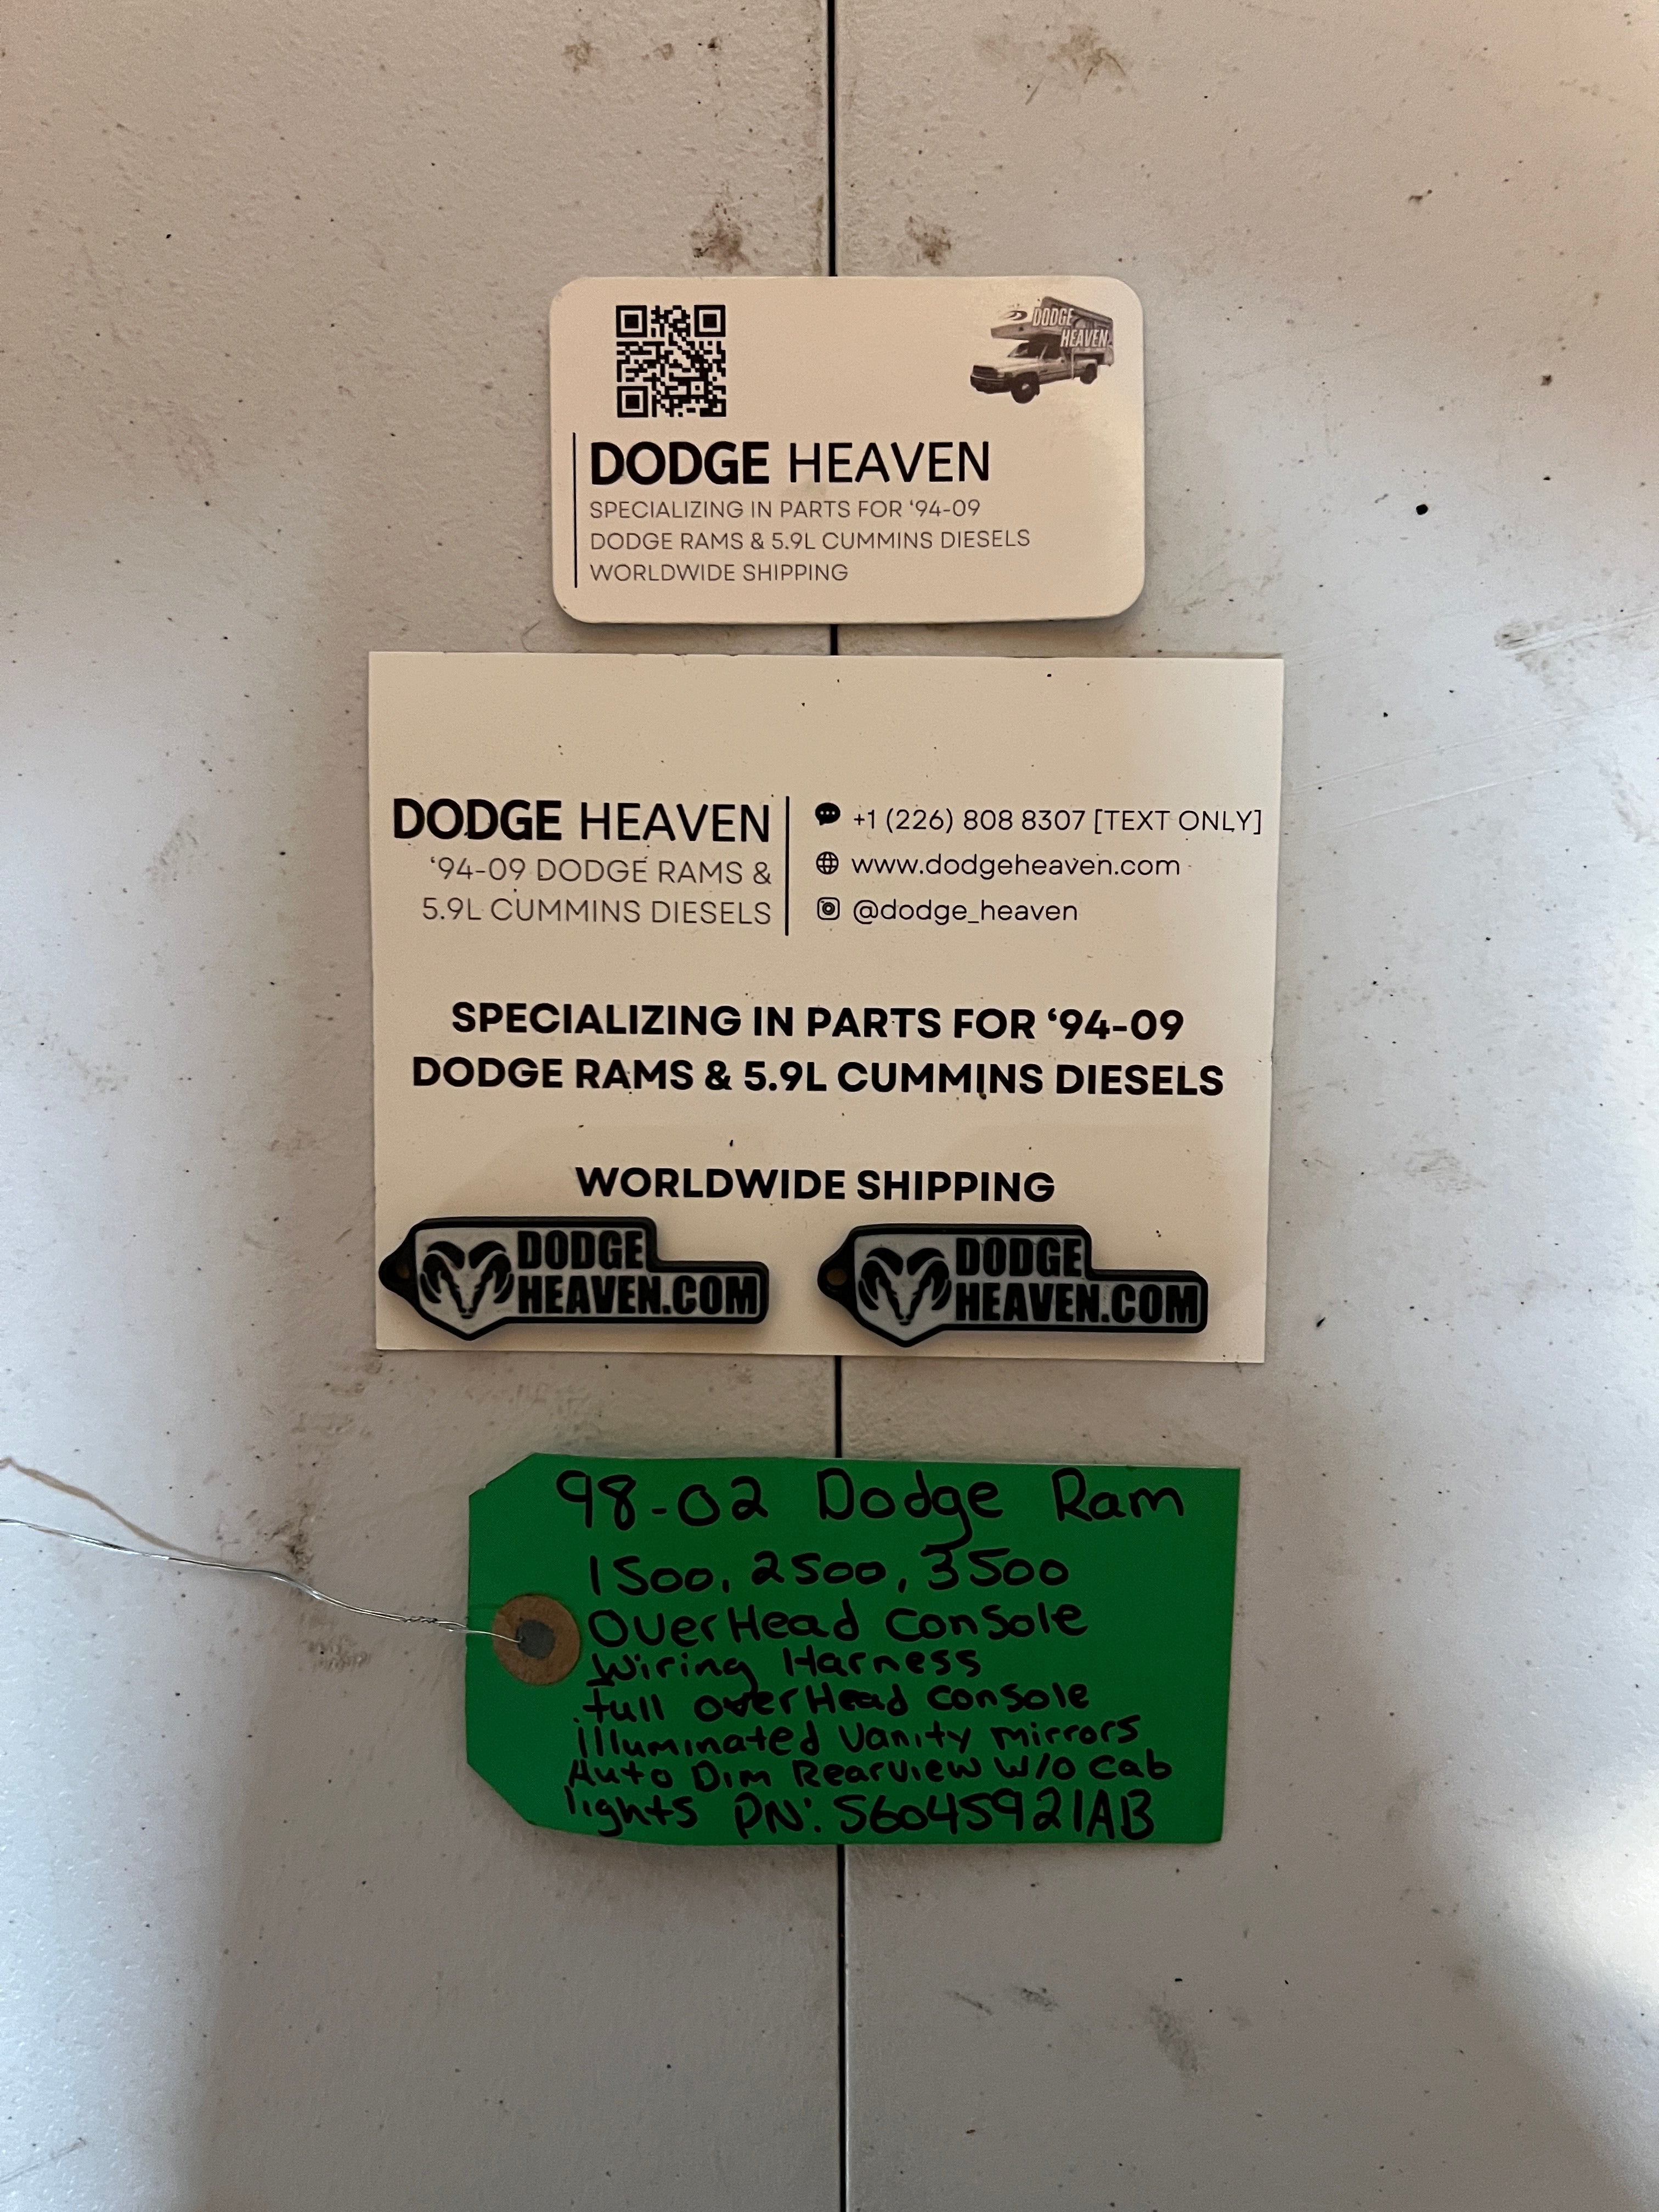 DODGE
HEAVEN
DODGE HEAVEN
SPECIALIZING IN PARTS FOR ‘94-09
DODGE RAMS & 5.9L CUMMINS DIESELS
WORLDWIDE SHIPPING
DODGE HEAVEN
‘94-09 DODGE RAMS &
5.9L CUMMINS DIESELS
+1 (226) 808 8307 [TEXT ONLY]
www.dodgeheaven.com
@dodge_heaven
SPECIALIZING IN PARTS FOR ‘94-09
DODGE RAMS & 5.9L CUMMINS DIESELS
WORLDWIDE SHIPPING
DODGE
HEAVEN.COM
DODGE
HEAVEN.COM
98-02 Dodge Ram
1500, 2500, 3500
OverHead Console
Wiring Harness
full overHead console
illuminated Vanity mirrors
Auto Dim Rearview W/O Cab
lights PN: 56045921AB